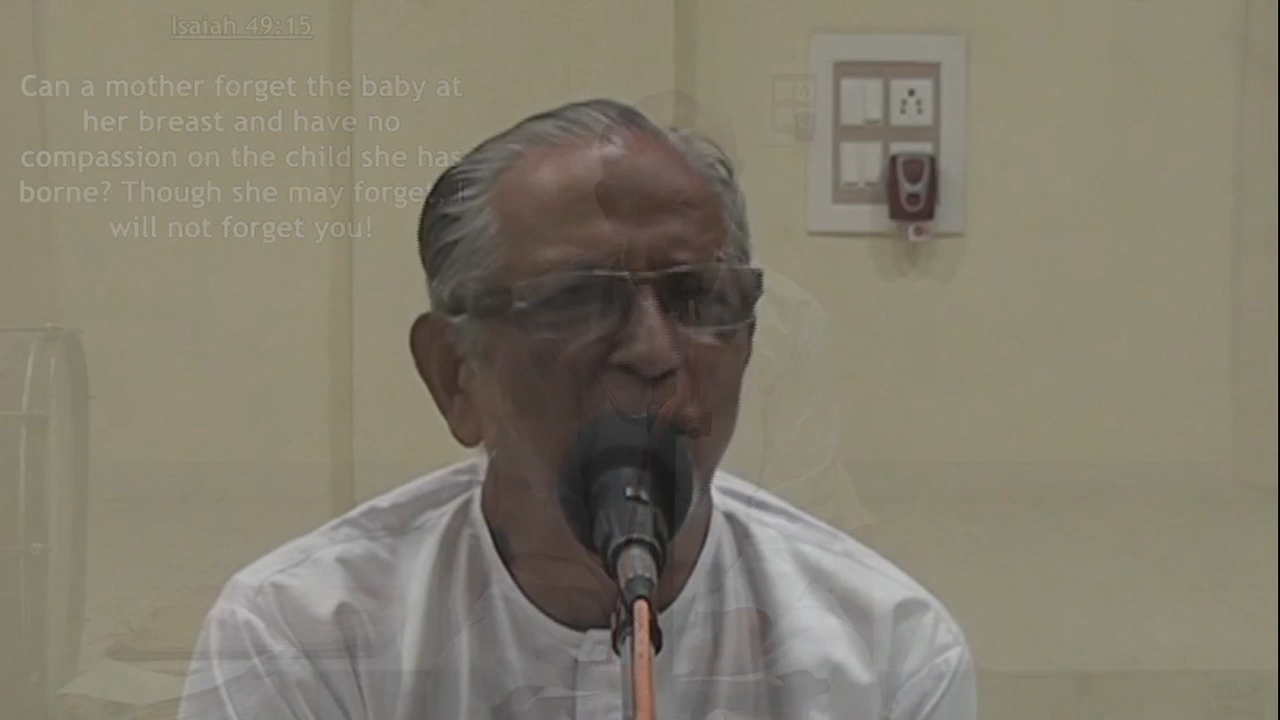 Isaiah 49:15
Can a mother forget the baby at
her breast and have no
compassion on the child she has
borne? Though she may forget, I
will not forget you!